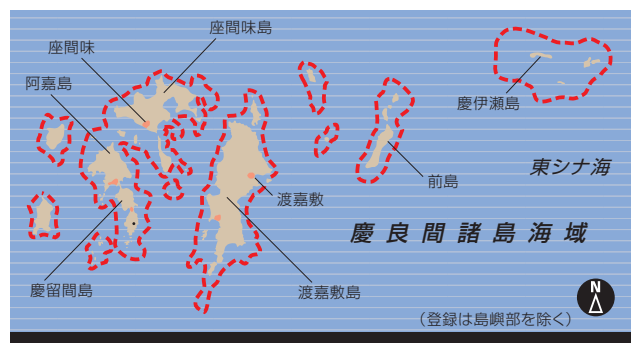 座間味島
座間味
阿嘉島
慶伊瀬島
東シナ海
前島
渡嘉敷
慶良間諸島海域
慶留間島
渡嘉敷島
N
(登録は島嶼部を除く)